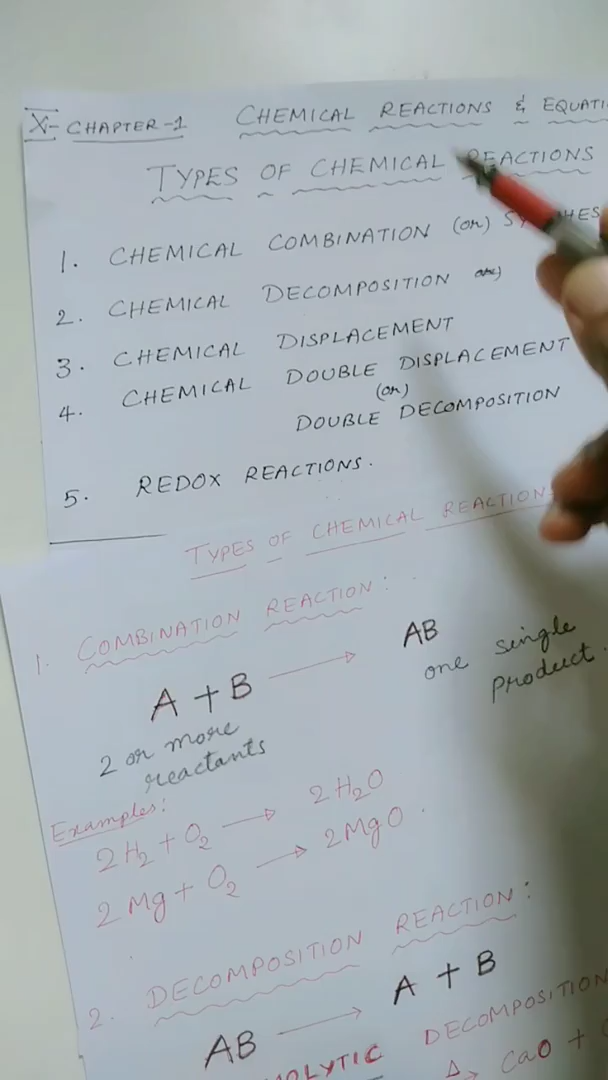 X- CHAPTER-1 CHEMICAL REACTIONS & EQUATI
TYPES OF CHEMICAL REACTIONS
1. CHEMICAL COMBINATION (or)
2. CHEMICAL DECOMPOSITION
3. CHEMICAL DISPLACEMENT
4. CHEMICAL DOUBLE DISPLACEMENT
(or)
DOUBLE DECOMPOSITION
5. REDOX REACTIONS.
TYPES OF CHEMICAL REACTION
1. COMBINATION REACTION:
A + B → AB
2 or more reactants
one single product.
Examples:
2H₂ + O₂ → 2H₂O
2Mg + O₂ → 2MgO.
2. DECOMPOSITION REACTION:
AB → A + B
OLYTIC DECOMPOSITION
Δ→ CaO +